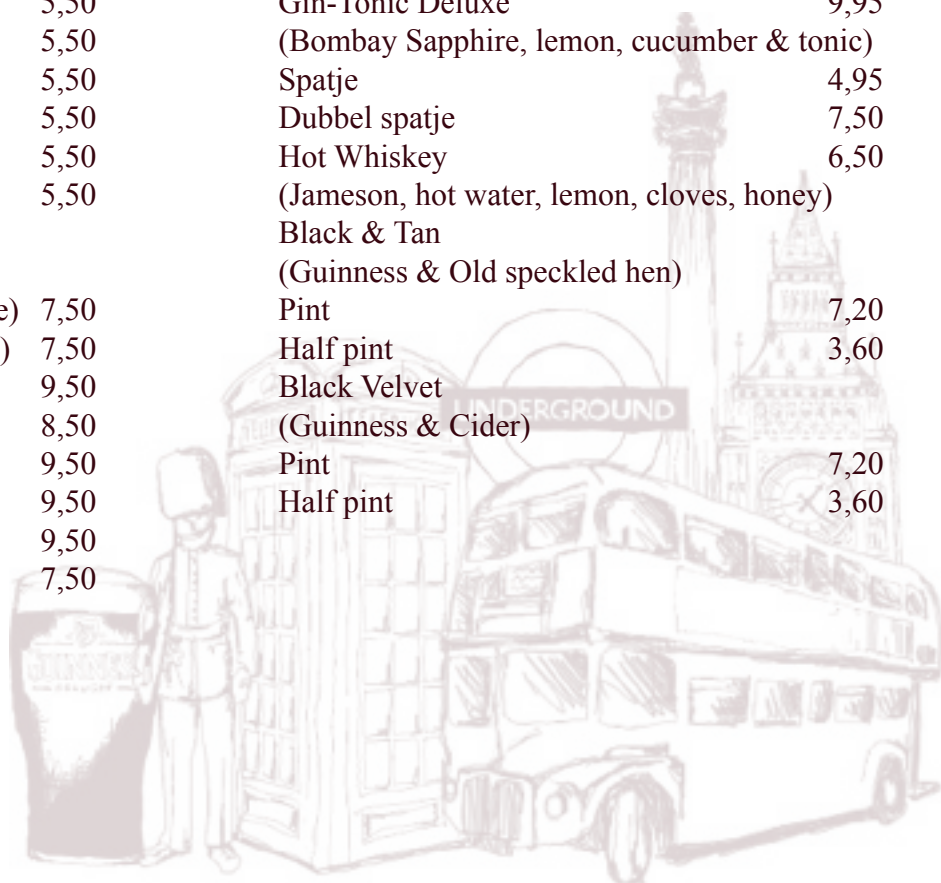 5,50
5,50
5,50
5,50
5,50
5,50
7,50
7,50
9,50
8,50
9,50
9,50
9,50
7,50
Gin-Tonic Deluxe 9,95
(Bombay Sapphire, lemon, cucumber & tonic)
Spatje 4,95
Dubbel spatje 7,50
Hot Whiskey 6,50
(Jameson, hot water, lemon, cloves, honey)
Black & Tan
(Guinness & Old speckled hen)
Pint 7,20
Half pint 3,60
Black Velvet
(Guinness & Cider)
Pint 7,20
Half pint 3,60
UNDERGROUND
GUINNESS